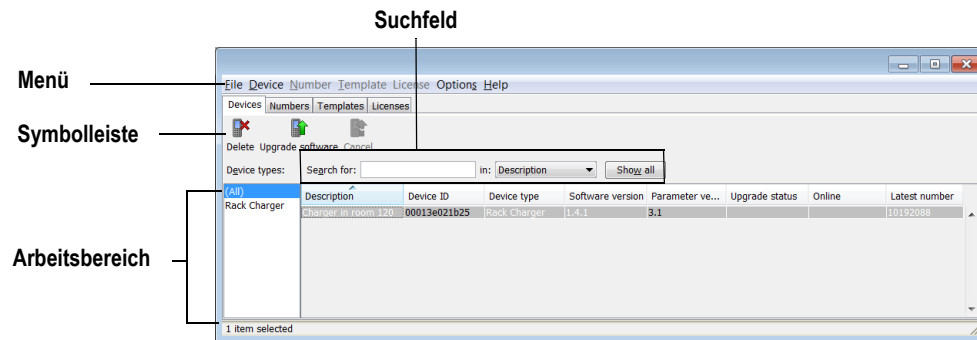 Suchfeld
Menü
File Device Number Template License Options Help
Devices Numbers Templates Licenses
Symbolleiste
Delete Upgrade software Cancel
Device types: Search for: in: Description Show all
(All) Description Device ID Device type Software version Parameter ve... Upgrade status Online Latest number
Rack Charger Charger in room 120 00013e021b25 Rack Charger 1.4.1 3.1 10192088
Arbeitsbereich
1 item selected